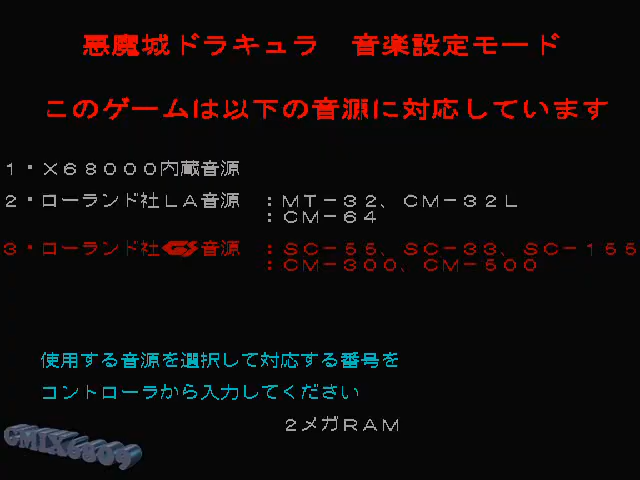 悪魔城ドラキュラ　音楽設定モード
このゲームは以下の音源に対応しています
１・Ｘ６８０００内蔵音源
２・ローランド社ＬＡ音源　：ＭＴ－３２、ＣＭ－３２Ｌ
：ＣＭ－６４
３・ローランド社GS音源　：ＳＣ－５５、ＳＣ－３３、ＳＣ－１５５
：ＣＭ－３００、ＣＭ－５００
使用する音源を選択して対応する番号を
コントローラから入力してください
２メガＲＡＭ
CMIX6809